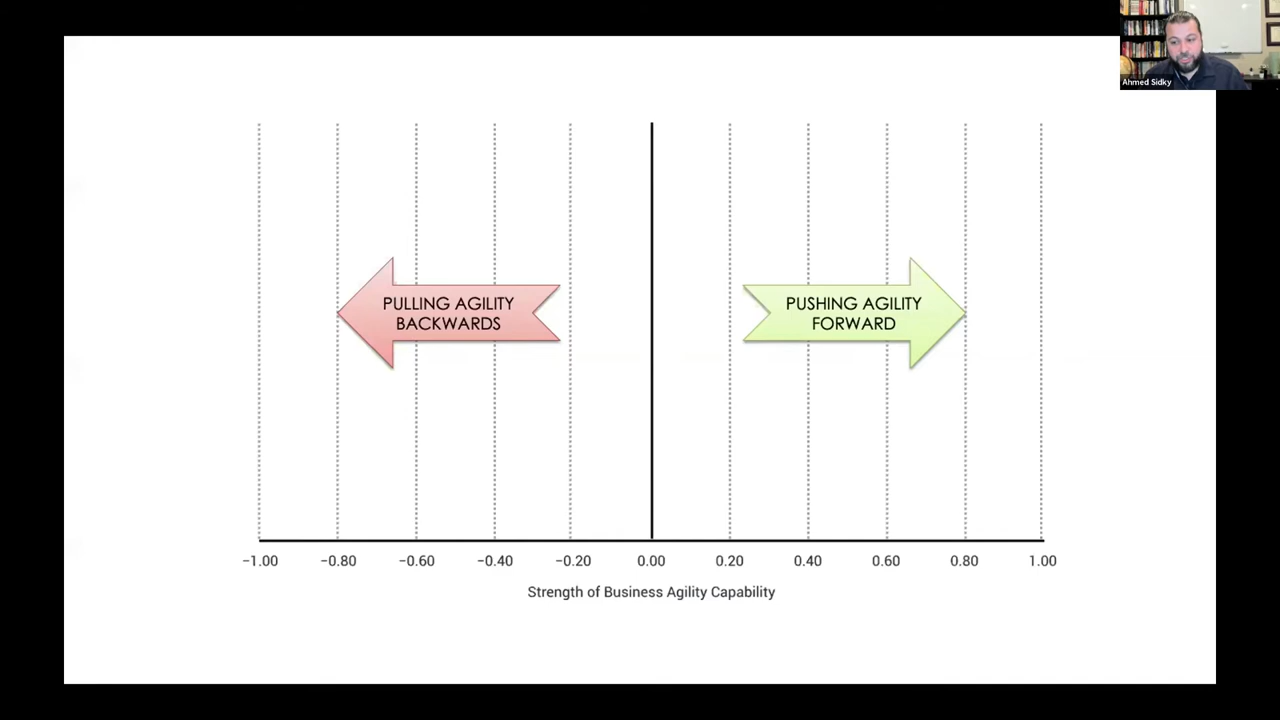 Ahmed Sidky
PULLING AGILITY
BACKWARDS
PUSHING AGILITY
FORWARD
−1.00 −0.80 −0.60 −0.40 −0.20 0.00 0.20 0.40 0.60 0.80 1.00
Strength of Business Agility Capability